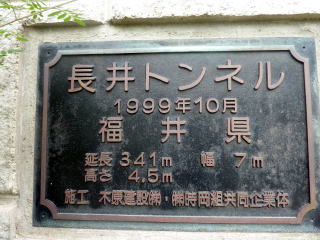 長井トンネル
1999年10月
福井県
延長 341m 幅 7m
高さ 4.5m
施工 木原建設㈱・㈱時岡組共同企業体